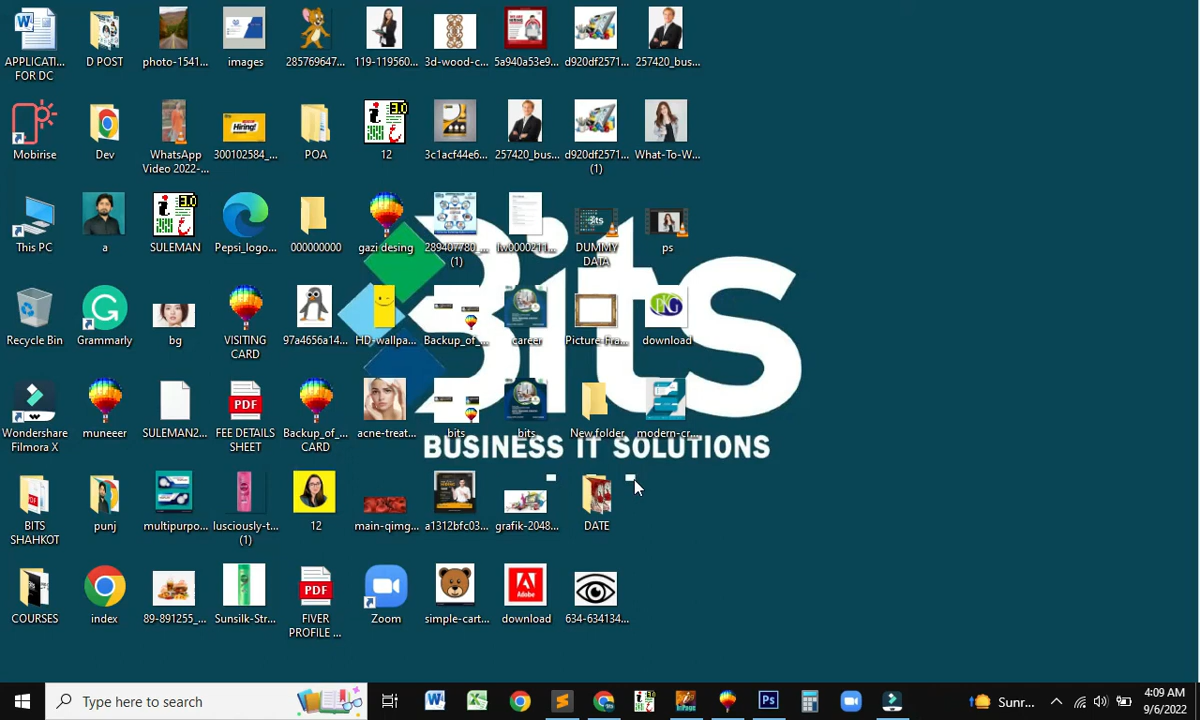 APPLICATI... FOR DC
D POST
photo-1541...
images
285769647...
119-119560...
3d-wood-c...
5a940a53e9...
d920df2571...
257420_bus...
Mobirise
Dev
WhatsApp Video 2022-...
300102584_...
POA
12
3c1acf44e6...
257420_bus...
d920df2571... (1)
What-To-W...
This PC
a
SULEMAN
Pepsi_logo...
000000000
gazi desing
289407780_... (1)
DUMMY DATA
ps
Bits
BUSINESS IT SOLUTIONS
Recycle Bin
Grammarly
bg
VISITING CARD
97a4656a14...
HD-wallpa...
Backup_of_...
career
Picture-Fra...
download
Wondershare Filmora X
muneeer
SULEMAN2...
FEE DETAILS SHEET
Backup_of_... CARD
acne-treat...
bits
bits
New folder
modern-cr...
BITS SHAHKOT
punj
multipurpo...
lusciously-t... (1)
12
main-qimg...
a1312bfc03...
grafik-2048...
DATE
COURSES
index
89-891255_...
Sunsilk-Str...
FIVER PROFILE ...
Zoom
simple-cart...
download
634-634134...
Type here to search
Sunr...
4:09 AM
9/6/2022